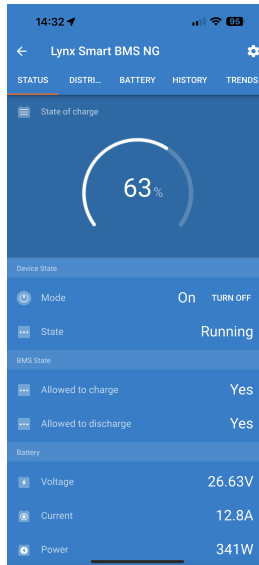 14:32
95
Lynx Smart BMS NG
STATUS DISTRI... BATTERY HISTORY TRENDS
State of charge
63%
Device State
Mode On TURN OFF
State Running
BMS State
Allowed to charge Yes
Allowed to discharge Yes
Battery
Voltage 26.63V
Current 12.8A
Power 341W